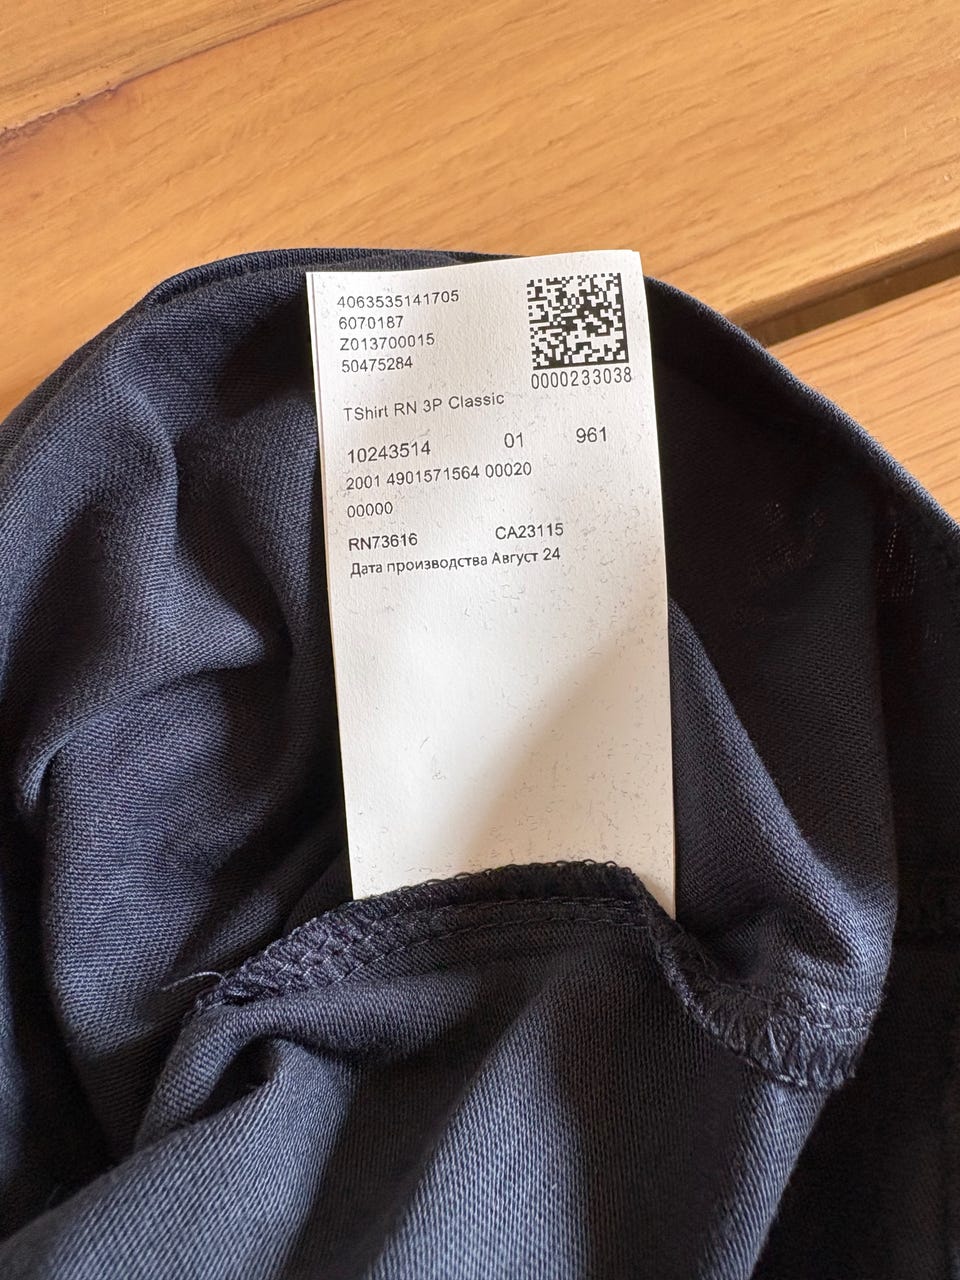 4063535141705
6070187
Z013700015
50475284
0000233038
TShirt RN 3P Classic
10243514 01 961
2001 4901571564 00020
00000
RN73616 CA23115
Дата производства Август 24